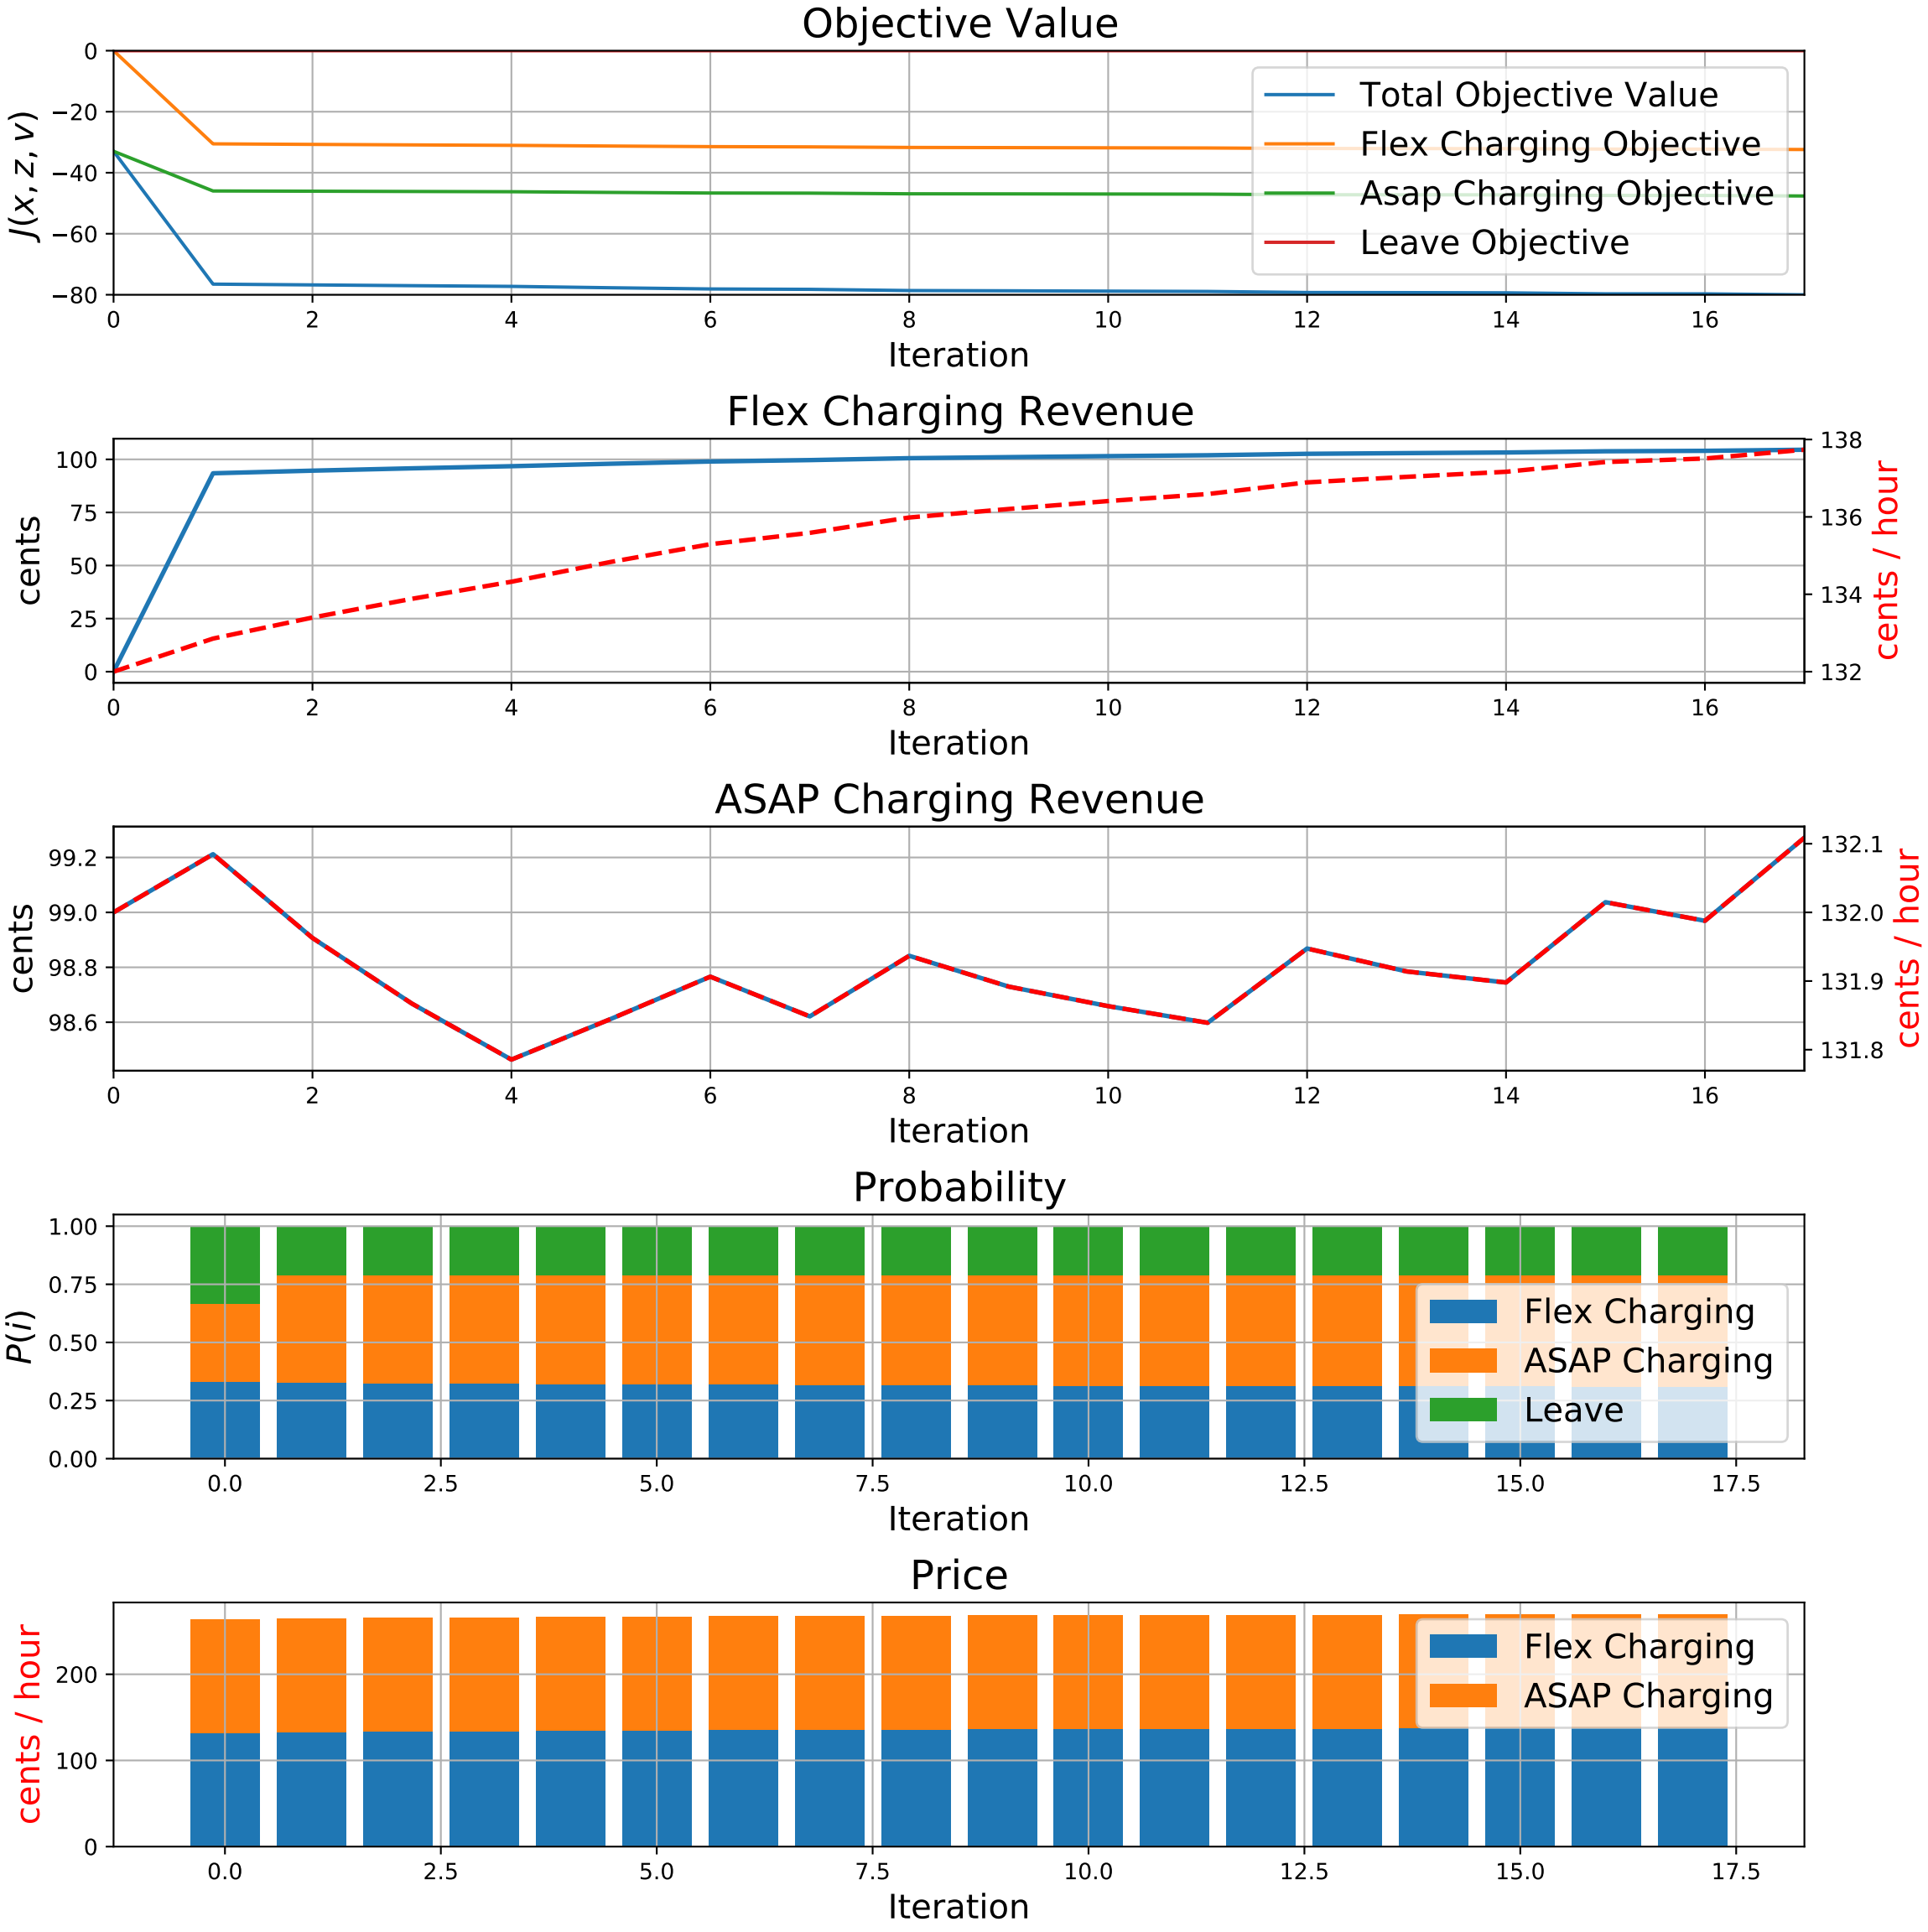 Objective Value
0
−20
−40
−60
−80
J(x, z, v)
Total Objective Value
Flex Charging Objective
Asap Charging Objective
Leave Objective
0 2 4 6 8 10 12 14 16
Iteration
Flex Charging Revenue
100
75
50
25
0
cents
138
136
134
132
cents / hour
0 2 4 6 8 10 12 14 16
Iteration
ASAP Charging Revenue
99.2
99.0
98.8
98.6
cents
132.1
132.0
131.9
131.8
cents / hour
0 2 4 6 8 10 12 14 16
Iteration
Probability
1.00
0.75
0.50
0.25
0.00
P(i)
Flex Charging
ASAP Charging
Leave
0.0 2.5 5.0 7.5 10.0 12.5 15.0 17.5
Iteration
Price
200
100
0
cents / hour
Flex Charging
ASAP Charging
0.0 2.5 5.0 7.5 10.0 12.5 15.0 17.5
Iteration